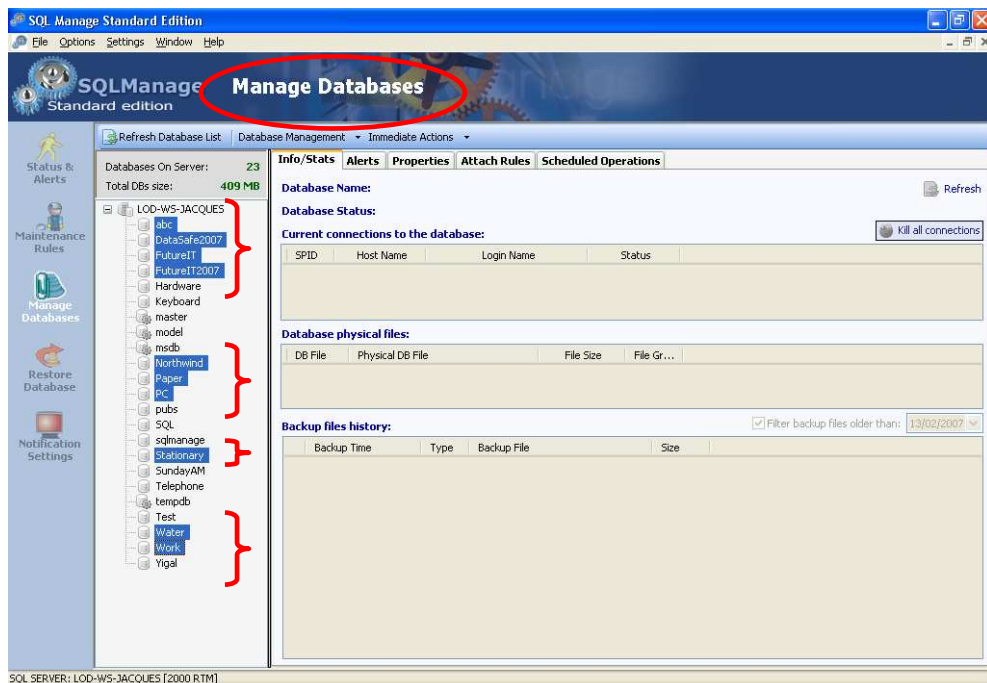 SQL Manage Standard Edition
File Options Settings Window Help
SQLManage
Standard edition
Manage Databases
Status & Alerts
Maintenance Rules
Manage Databases
Restore Database
Notification Settings
Refresh Database List Database Management Immediate Actions
Databases On Server: 23
Total DBs size: 409 MB
LOD-WS-JACQUES
abc
DataSafe2007
FutureIT
FutureIT2007
Hardware
Keyboard
master
model
msdb
Northwind
Paper
PC
pubs
SQL
sqlmanage
Stationary
SundayAM
Telephone
tempdb
Test
Water
Work
Yigal
Info/Stats Alerts Properties Attach Rules Scheduled Operations
Database Name:
Refresh
Database Status:
Current connections to the database:
Kill all connections
SPID Host Name Login Name Status
Database physical files:
DB File Physical DB File File Size File Gr...
Backup files history:
Filter backup files older than: 13/02/2007
Backup Time Type Backup File Size
SQL SERVER: LOD-WS-JACQUES [2000 RTM]